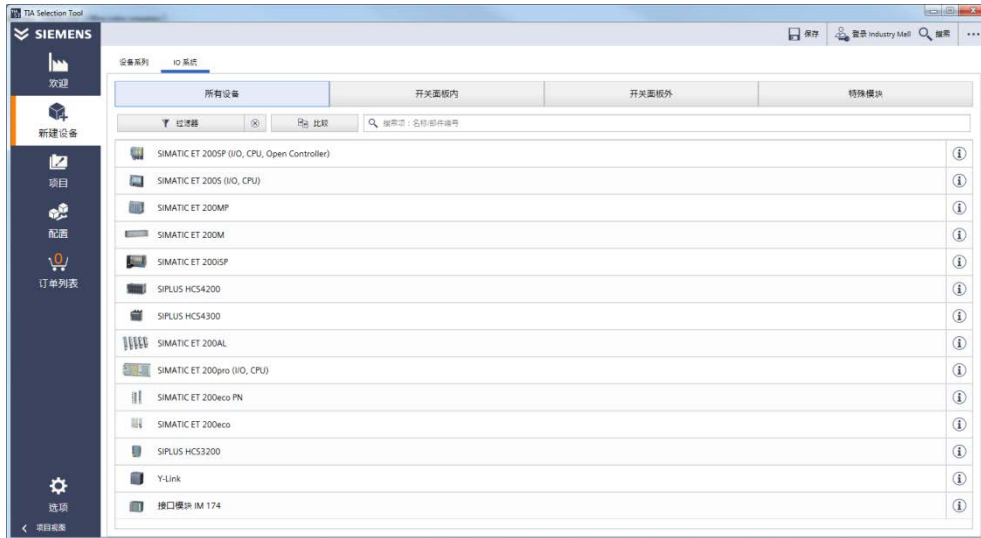 TIA Selection Tool
SIEMENS
保存
登录 Industry Mall
搜索
设备系列
IO 系统
欢迎
新建设备
项目
配置
0
订单列表
选项
项目视图
所有设备
开关面板内
开关面板外
特殊模块
过滤器
比较
搜索项：名称/部件编号
SIMATIC ET 200SP (I/O, CPU, Open Controller)
SIMATIC ET 200S (I/O, CPU)
SIMATIC ET 200MP
SIMATIC ET 200M
SIMATIC ET 200iSP
SIPLUS HCS4200
SIPLUS HCS4300
SIMATIC ET 200AL
SIMATIC ET 200pro (I/O, CPU)
SIMATIC ET 200eco PN
SIMATIC ET 200eco
SIPLUS HCS3200
Y-Link
接口模块 IM 174